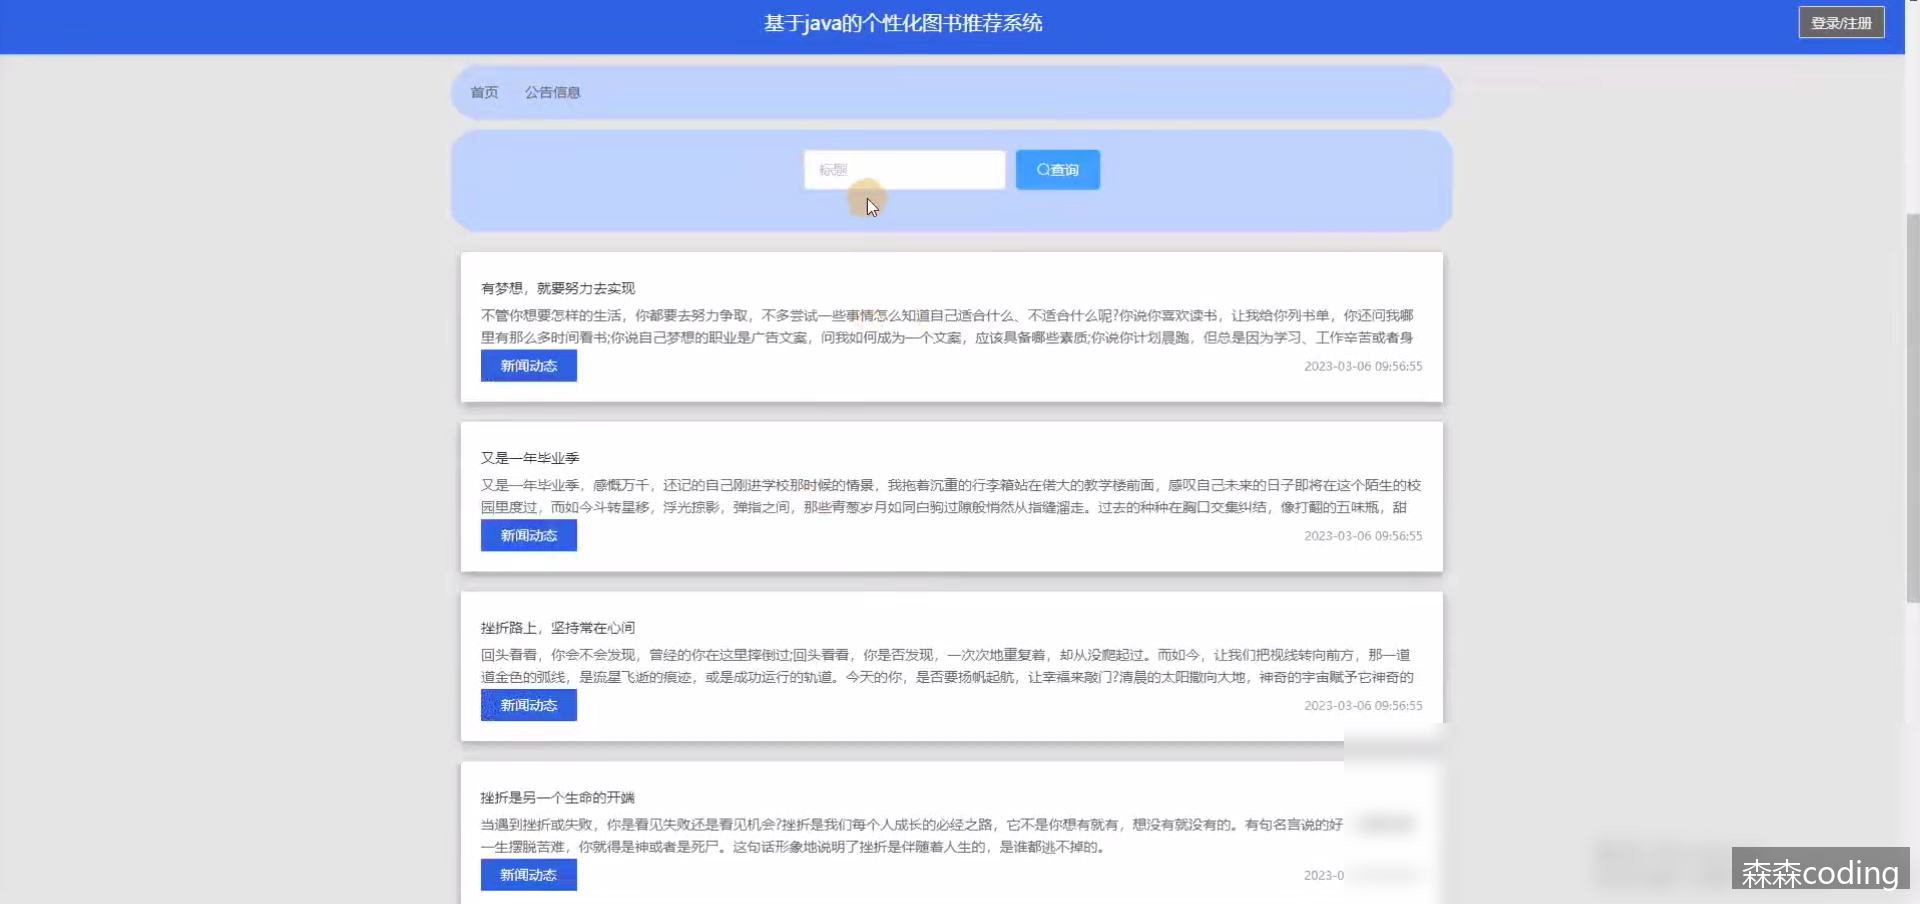 基于java的个性化图书推荐系统
登录/注册
首页 公告信息
标题
查询
有梦想，就要努力去实现
不管你想要怎样的生活，你都要去努力争取，不多尝试一些事情怎么知道自己适合什么、不适合什么呢?你说你喜欢读书，让我给你列书单，你还问我哪
里有那么多时间看书;你说自己梦想的职业是广告文案，问我如何成为一个文案，应该具备哪些素质;你说你计划晨跑，但总是因为学习、工作辛苦或者身
新闻动态 2023-03-06 09:56:55
又是一年毕业季
又是一年毕业季，感慨万千，还记的自己刚进学校那时候的情景，我拖着沉重的行李箱站在偌大的教学楼前面，感叹自己未来的日子即将在这个陌生的校
园里度过，而如今斗转星移，浮光掠影，弹指之间，那些青葱岁月如同白驹过隙般悄然从指缝溜走。过去的种种在胸口交集纠结，像打翻的五味瓶，甜
新闻动态 2023-03-06 09:56:55
挫折路上，坚持常在心间
回头看看，你会不会发现，曾经的你在这里摔倒过;回头看看，你是否发现，一次次地重复着，却从没爬起过。而如今，让我们把视线转向前方，那一道
道金色的弧线，是流星飞逝的痕迹，或是成功运行的轨道。今天的你，是否要扬帆起航，让幸福来敲门?清晨的太阳撒向大地，神奇的宇宙赋予它神奇的
新闻动态 2023-03-06 09:56:55
挫折是另一个生命的开端
当遇到挫折或失败，你是看见失败还是看见机会?挫折是我们每个人成长的必经之路，它不是你想有就有，想没有就没有的。有句名言说的好
一生摆脱苦难，你就得是神或者是死尸。这句话形象地说明了挫折是伴随着人生的，是谁都逃不掉的。
新闻动态 2023-0
森森coding